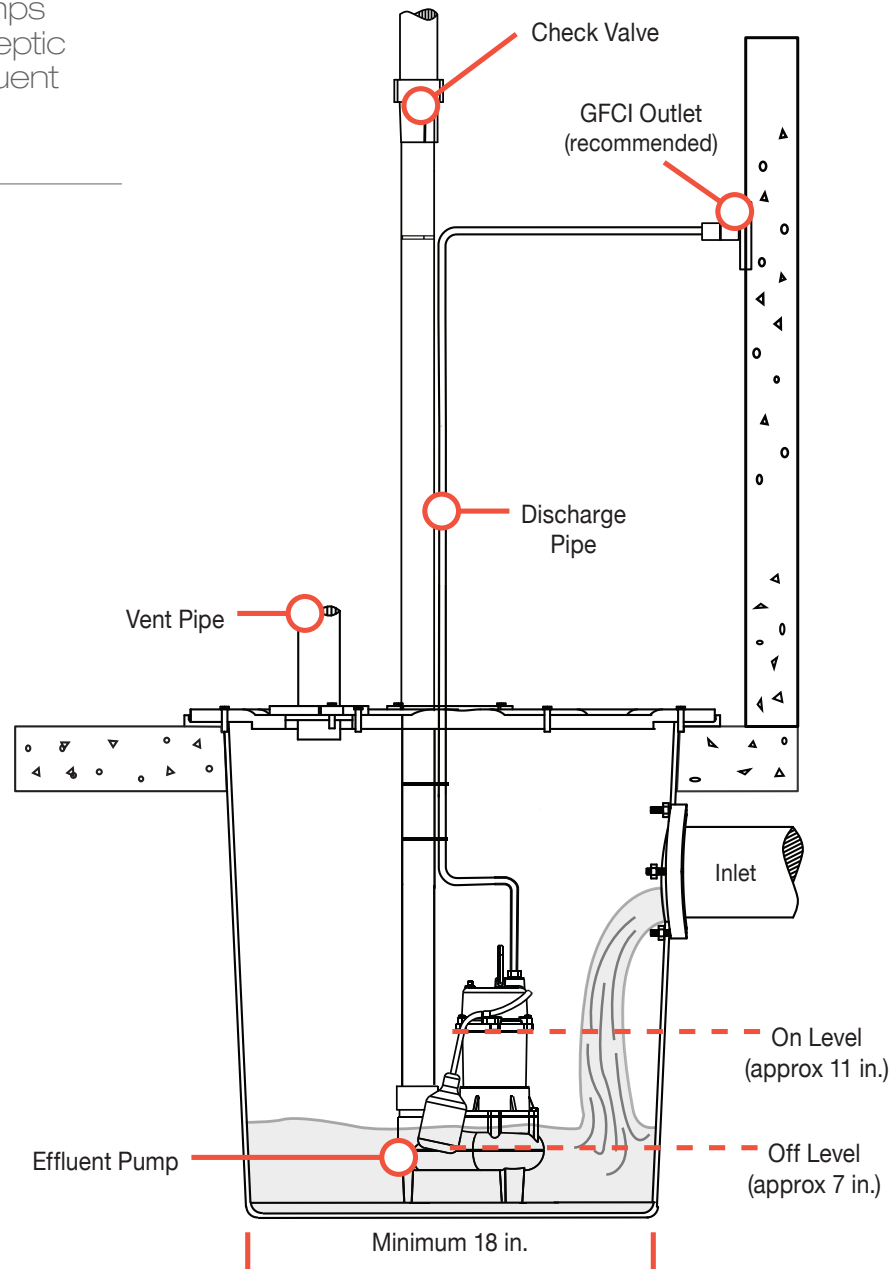 Check Valve
GFCI Outlet
(recommended)
Discharge
Pipe
Vent Pipe
Inlet
On Level
(approx 11 in.)
Effluent Pump
Off Level
(approx 7 in.)
Minimum 18 in.